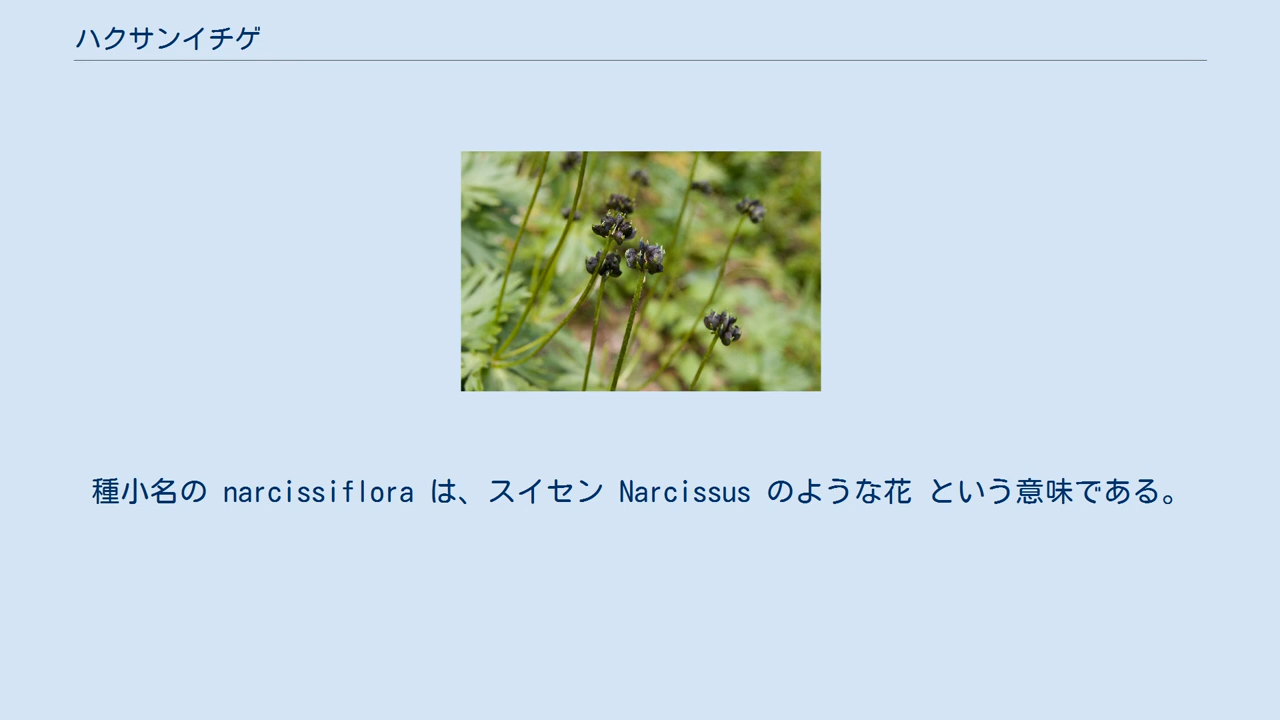 ハクサンイチゲ
種小名の narcissiflora は、スイセン Narcissus のような花 という意味である。